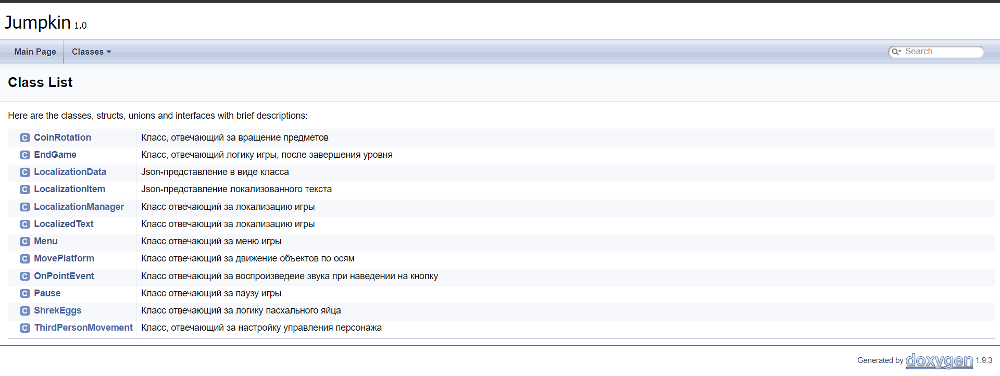 Jumpkin 1.0
Main Page Classes Search
Class List
Here are the classes, structs, unions and interfaces with brief descriptions:
C CoinRotation Класс, отвечающий за вращение предметов
C EndGame Класс, отвечающий логику игры, после завершения уровня
C LocalizationData Json-представление в виде класса
C LocalizationItem Json-представление локализованного текста
C LocalizationManager Класс отвечающий за локализацию игры
C LocalizedText Класс отвечающий за локализацию игры
C Menu Класс отвечающий за меню игры
C MovePlatform Класс отвечающий за движение объектов по осям
C OnPointEvent Класс отвечающий за воспроизведеие звука при наведении на кнопку
C Pause Класс отвечающий за паузу игры
C ShrekEggs Класс отвечающий за логику пасхального яйца
C ThirdPersonMovement Класс, отвечающий за настройку управления персонажа
Generated by doxygen 1.9.3